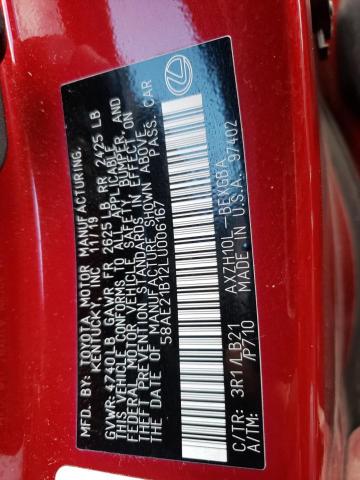 MFD. BY: TOYOTA MOTOR MANUFACTURING,
KENTUCKY, INC 11/19
GVWR: 4740 LB GAWR FR 2625 LB RR 2425 LB
THIS VEHICLE CONFORMS TO ALL APPLICABLE
FEDERAL MOTOR VEHICLE SAFETY, BUMPER, AND
THEFT PREVENTION STANDARDS IN EFFECT ON
THE DATE OF MANUFACTURE SHOWN ABOVE.
58AE21B12LU006167 PASS. CAR
C/TR: 3R1/LB21 AXZH10L-BEXGBA
A/TM: /P710 MADE IN U.S.A. 97402